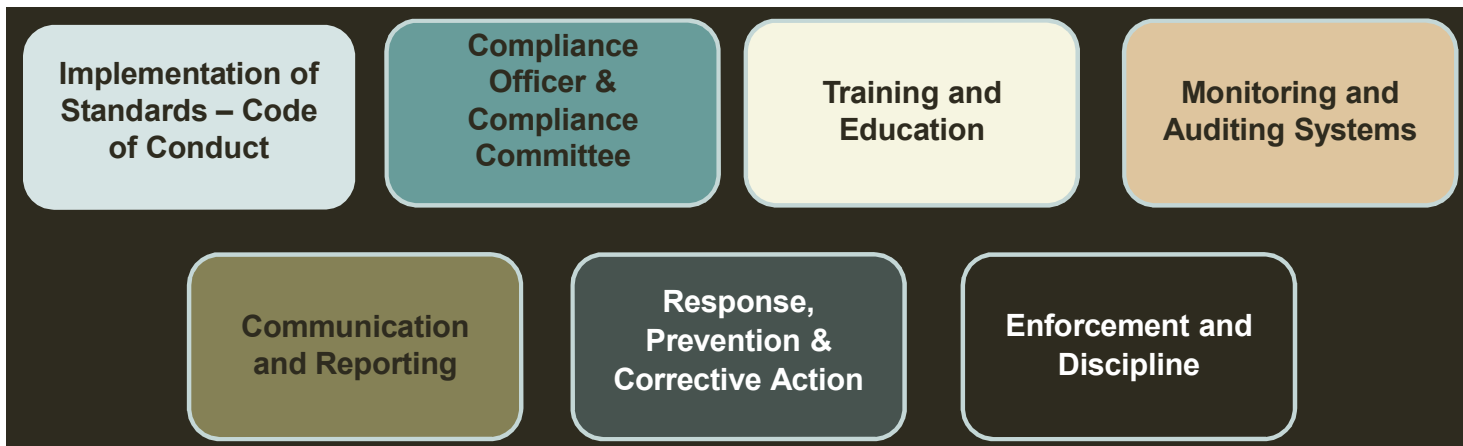 Implementation of
Standards – Code
of Conduct
Compliance
Officer &
Compliance
Committee
Training and
Education
Monitoring and
Auditing Systems
Communication
and Reporting
Response,
Prevention &
Corrective Action
Enforcement and
Discipline